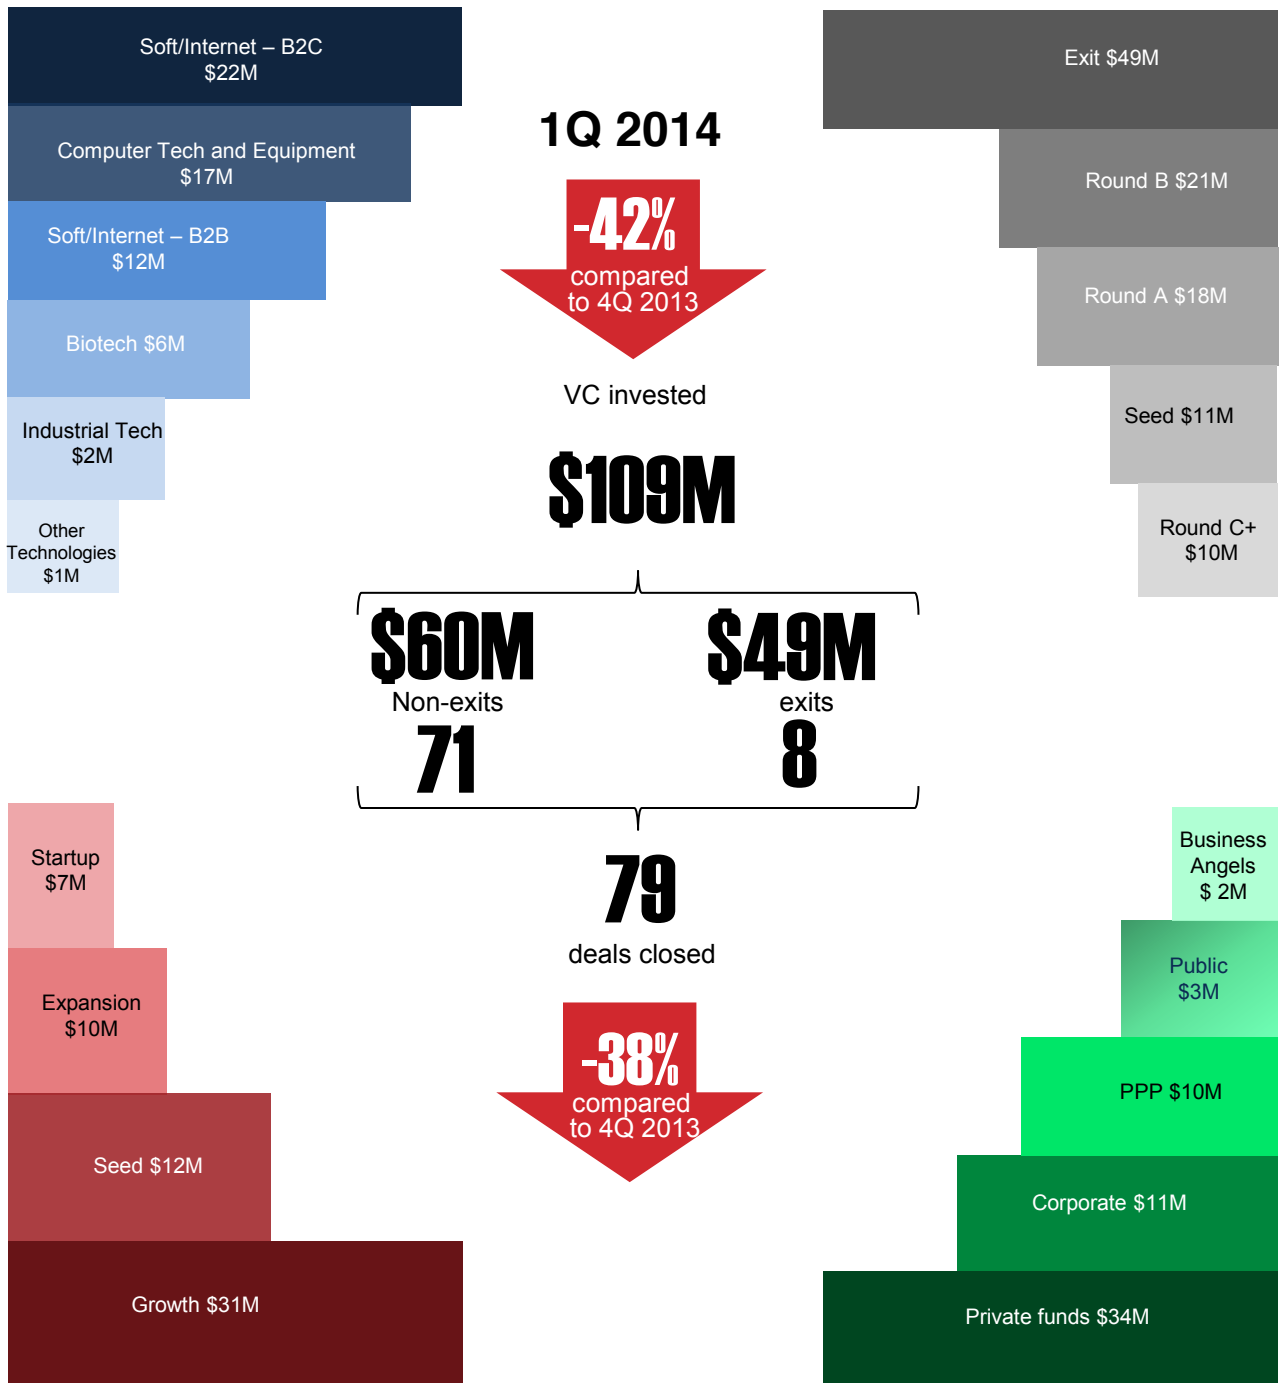 Soft/Internet – B2C
$22M
Computer Tech and Equipment
$17M
Soft/Internet – B2B
$12M
Biotech $6M
Industrial Tech
$2M
Other
Technologies
$1M
1Q 2014
-42%
compared
to 4Q 2013
VC invested
$109M
Exit $49M
Round B $21M
Round A $18M
Seed $11M
Round C+
$10M
$60M
Non-exits
71
$49M
exits
8
79
deals closed
-38%
compared
to 4Q 2013
Startup
$7M
Expansion
$10M
Seed $12M
Growth $31M
Business
Angels
$ 2M
Public
$3M
PPP $10M
Corporate $11M
Private funds $34M